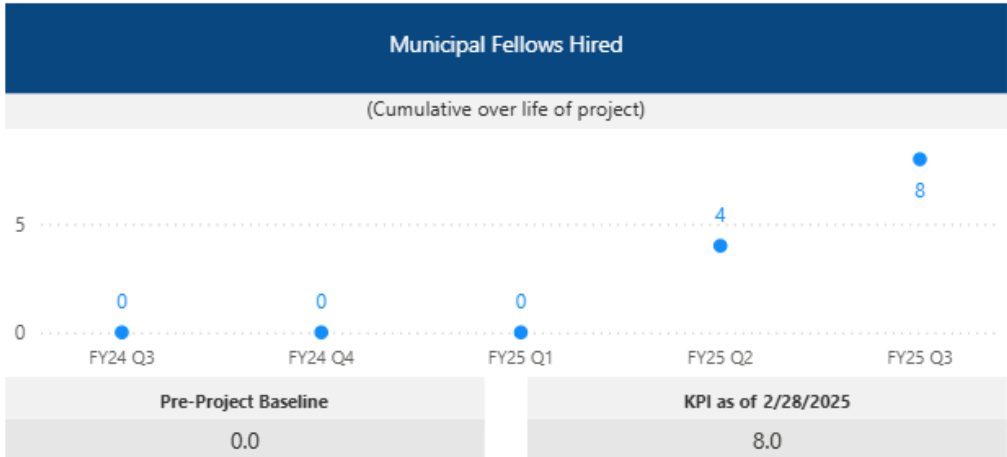 Municipal Fellows Hired
(Cumulative over life of project)
8
5
4
0 0 0
0
FY24 Q3 FY24 Q4 FY25 Q1 FY25 Q2 FY25 Q3
Pre-Project Baseline KPI as of 2/28/2025
0.0 8.0